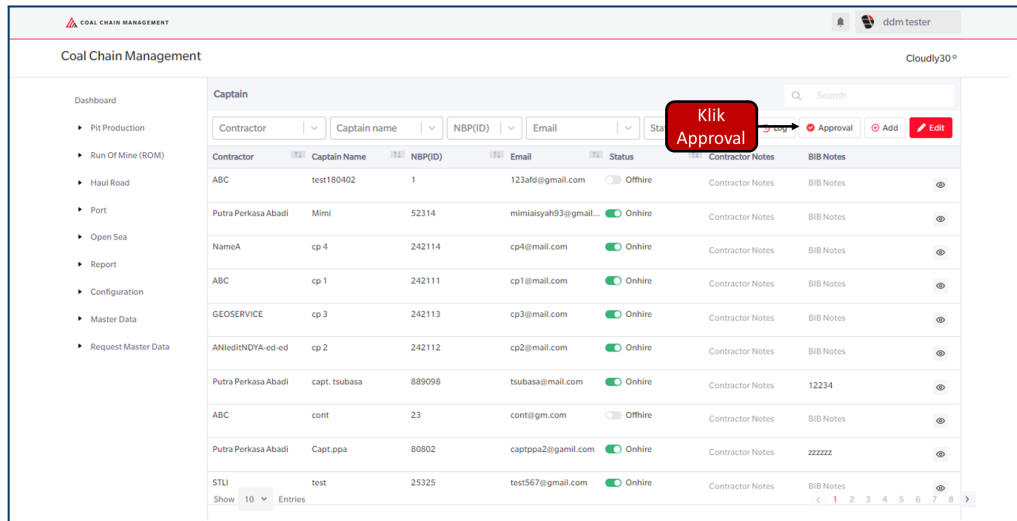 COAL CHAIN MANAGEMENT
ddm tester
Coal Chain Management
Cloudly30°
Dashboard
Pit Production
Run Of Mine (ROM)
Haul Road
Port
Open Sea
Report
Configuration
Master Data
Request Master Data
Captain
Search
Contractor Captain name NBP(ID) Email Approval Add Edit
Klik
Approval
Contractor Captain Name NBP(ID) Email Status Contractor Notes BIB Notes
ABC test180402 1 123afd@gmail.com Offhire Contractor Notes BIB Notes
Putra Perkasa Abadi Mimi 52314 mimiaisyah93@gmail... Onhire Contractor Notes BIB Notes
NameA cp 4 242114 cp4@mail.com Onhire Contractor Notes BIB Notes
ABC cp 1 242111 cp1@mail.com Onhire Contractor Notes BIB Notes
GEOSERVICE cp 3 242113 cp3@mail.com Onhire Contractor Notes BIB Notes
ANIeditNDYA-ed-ed cp 2 242112 cp2@mail.com Onhire Contractor Notes BIB Notes
Putra Perkasa Abadi capt. tsubasa 889098 tsubasa@mail.com Onhire Contractor Notes 12234
ABC cont 23 cont@gm.com Offhire Contractor Notes BIB Notes
Putra Perkasa Abadi Capt.ppa 80802 captppa2@gamil.com Onhire Contractor Notes zzzzzz
STLI test 25325 test567@gmail.com Onhire Contractor Notes BIB Notes
Show 10 Entries
< 1 2 3 4 5 6 7 8 >